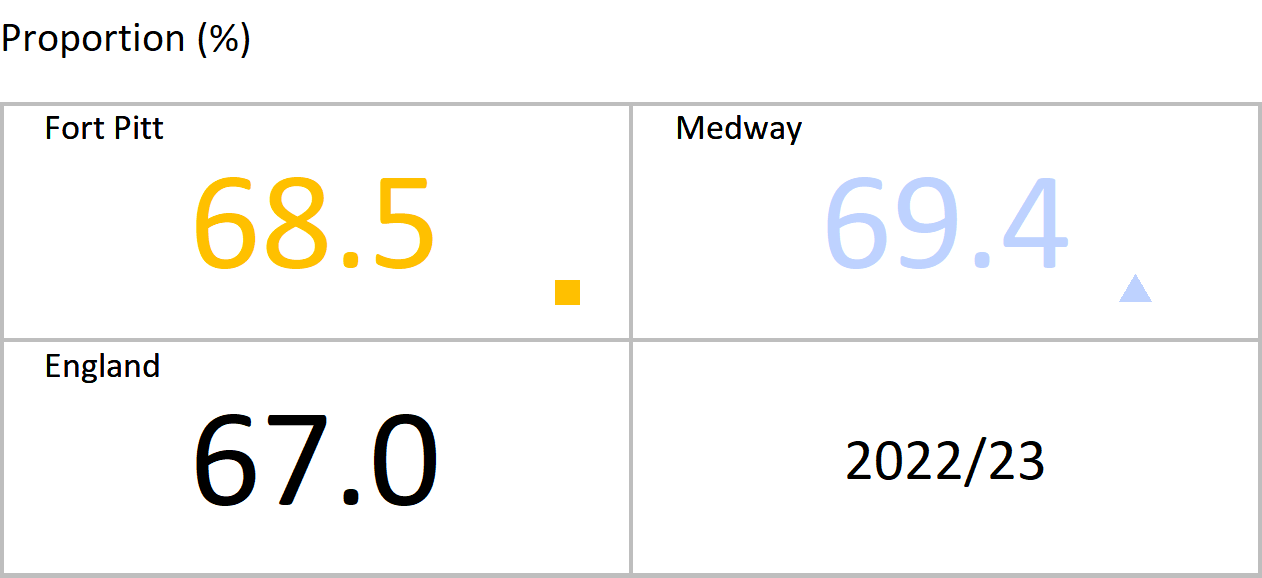 Proportion (%)
Fort Pitt
68.5
Medway
69.4
England
67.0
2022/23